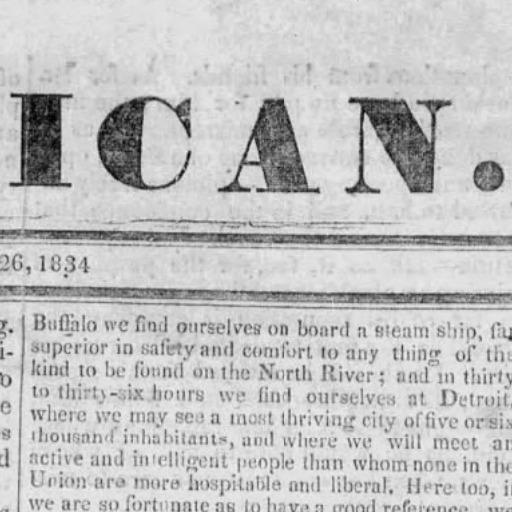 ICAN.
26, 1834
g.
i-
o
e
s
d
Buffalo we find ourselves on board a steam ship, far
superior in safety and comfort to any thing of the
kind to be found on the North River; and in thirty
to thirty-six hours we find ourselves at Detroit,
where we may see a most thriving city of five or six
thousand inhabitants, and where we will meet an
active and intelligent people than whom none in the
Union are more hospitable and liberal. Here too, i
we are so fortunate as to have a good reference, we